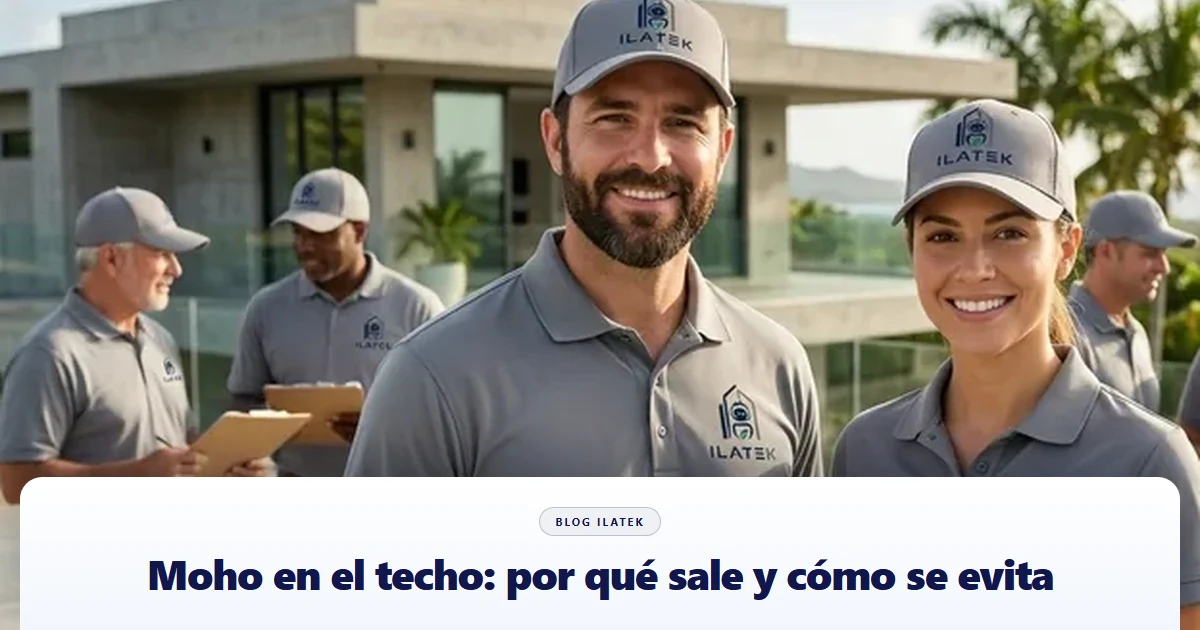 ILATEK
ILATEK
ILATEK
ILATEK
BLOG ILATEK
Moho en el techo: por qué sale y cómo se evita